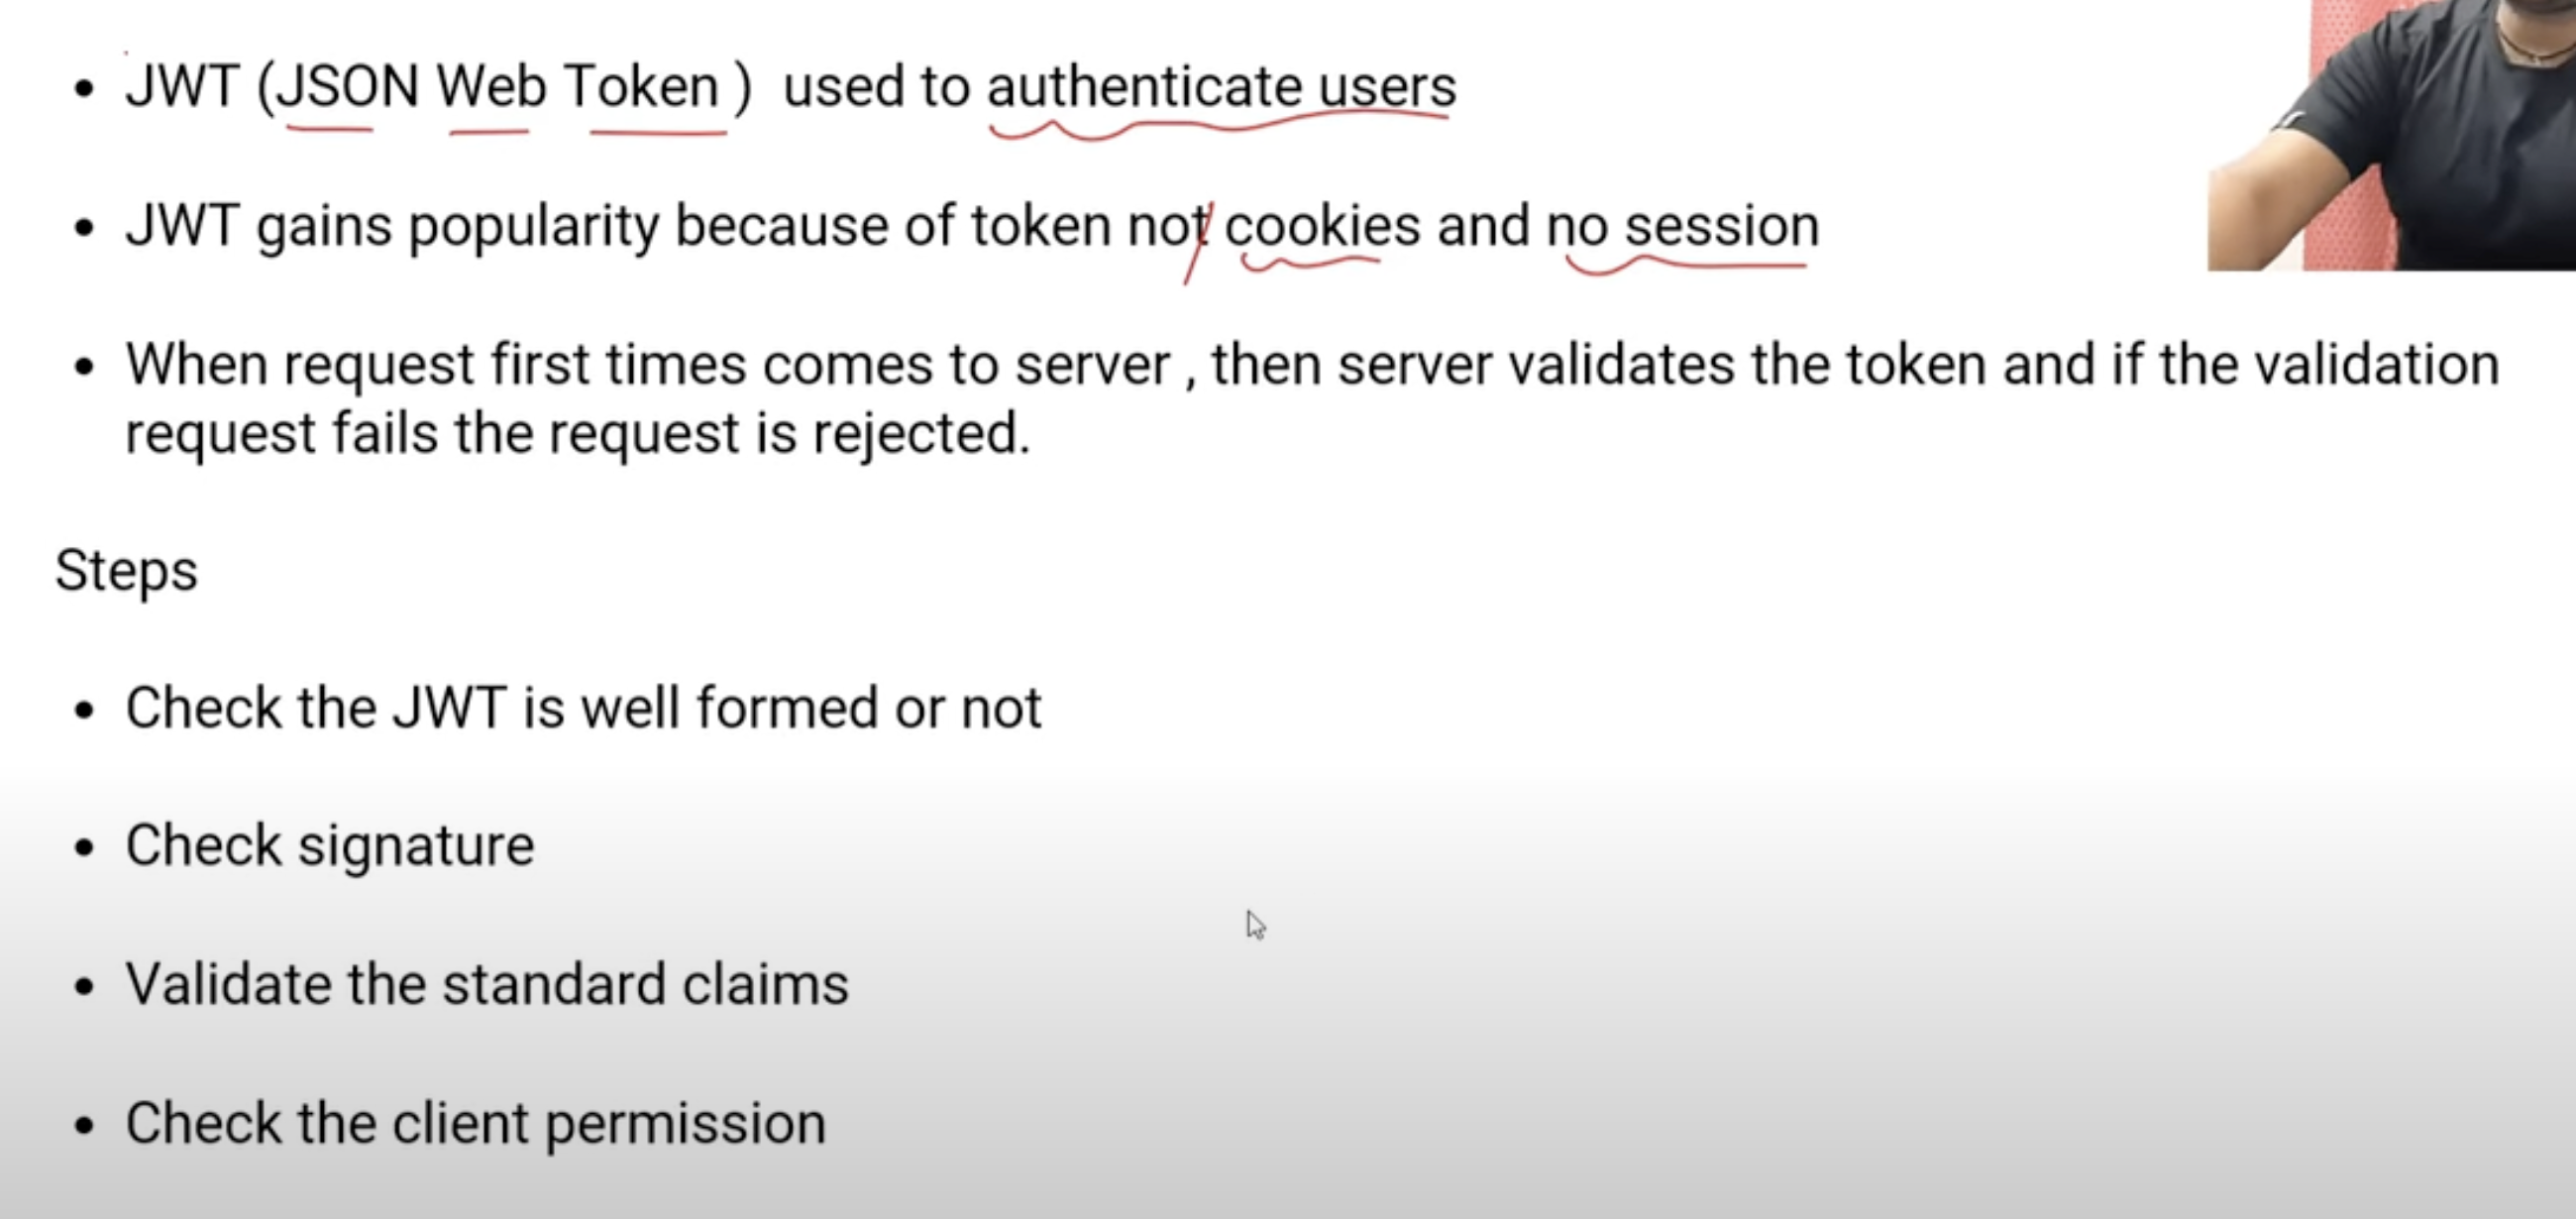 • JWT (JSON Web Token )  used to authenticate users
• JWT gains popularity because of token not cookies and no session
• When request first times comes to server , then server validates the token and if the validation
request fails the request is rejected.
Steps
• Check the JWT is well formed or not
• Check signature
• Validate the standard claims
• Check the client permission